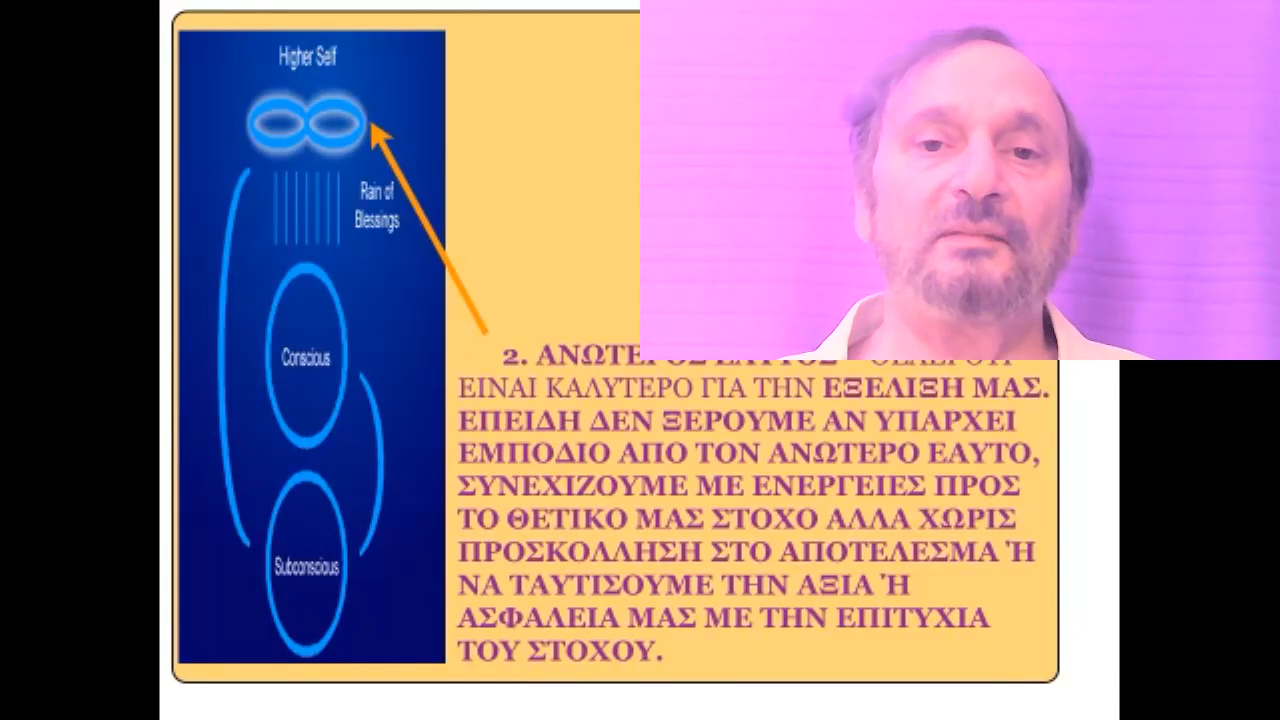 Higher Self
Rain of
Blessings
Conscious
Subconscious
2. ΑΝΩΤΕΡΟΣ ΕΑΥΤΟΣ
ΕΙΝΑΙ ΚΑΛΥΤΕΡΟ ΓΙΑ ΤΗΝ ΕΞΕΛΙΞΗ ΜΑΣ.
ΕΠΕΙΔΗ ΔΕΝ ΞΕΡΟΥΜΕ ΑΝ ΥΠΑΡΧΕΙ
ΕΜΠΟΔΙΟ ΑΠΟ ΤΟΝ ΑΝΩΤΕΡΟ ΕΑΥΤΟ,
ΣΥΝΕΧΙΖΟΥΜΕ ΜΕ ΕΝΕΡΓΕΙΕΣ ΠΡΟΣ
ΤΟ ΘΕΤΙΚΟ ΜΑΣ ΣΤΟΧΟ ΑΛΛΑ ΧΩΡΙΣ
ΠΡΟΣΚΟΛΛΗΣΗ ΣΤΟ ΑΠΟΤΕΛΕΣΜΑ Ή
ΝΑ ΤΑΥΤΙΣΟΥΜΕ ΤΗΝ ΑΞΙΑ Ή
ΑΣΦΑΛΕΙΑ ΜΑΣ ΜΕ ΤΗΝ ΕΠΙΤΥΧΙΑ
ΤΟΥ ΣΤΟΧΟΥ.